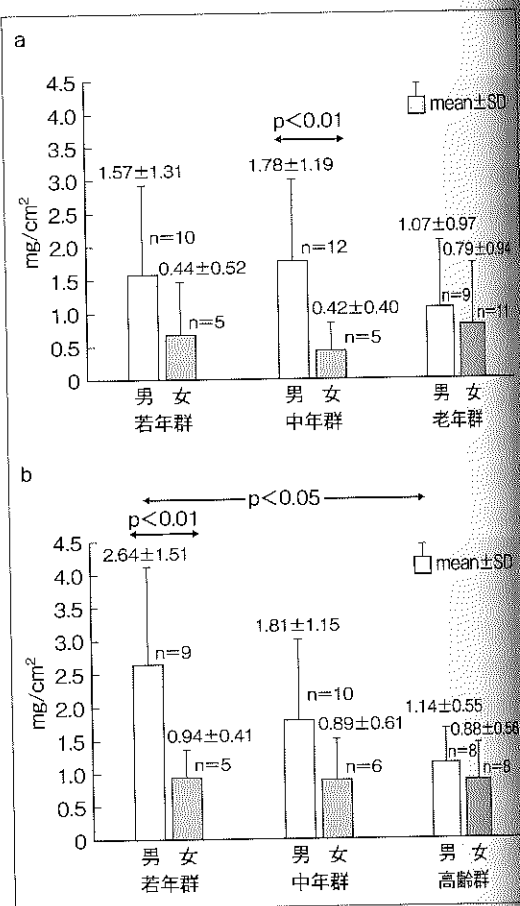 a
4.5
4.0
3.5
3.0
2.5
2.0
1.5
1.0
0.5
0
mg/cm²
mean±SD
p<0.01
1.57±1.31
1.78±1.19
1.07±0.97
0.79±0.94
n=10
0.44±0.52
n=5
n=12
0.42±0.40
n=5
n=9
n=11
男 女 男 女 男 女
若年群 中年群 老年群
b
p<0.05
p<0.01
4.5
4.0
3.5
3.0
2.5
2.0
1.5
1.0
0.5
0
mg/cm²
mean±SD
2.64±1.51
1.81±1.15
1.14±0.55
0.88±0.56
n=9
0.94±0.41
n=5
n=10
0.89±0.61
n=6
n=8
n=8
男 女 男 女 男 女
若年群 中年群 高齢群